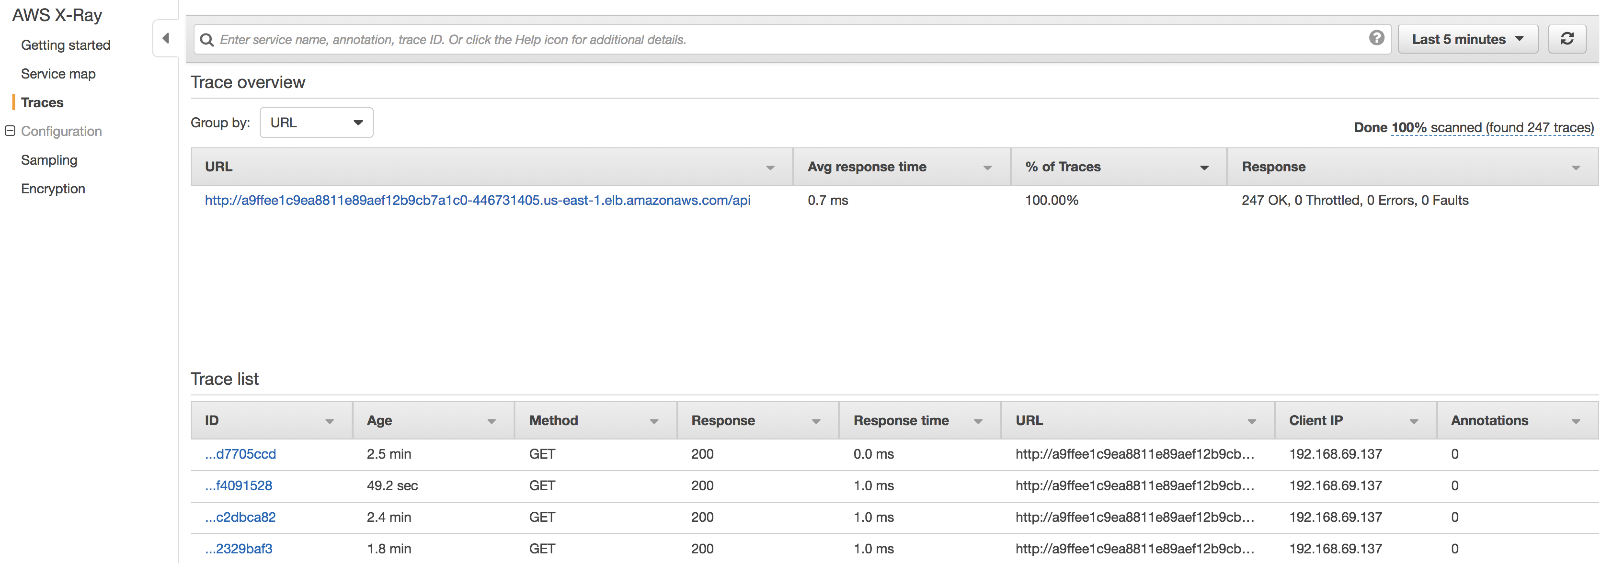 AWS X-Ray
Getting started
Service map
Traces
Configuration
Sampling
Encryption
Enter service name, annotation, trace ID. Or click the Help icon for additional details.
?
Last 5 minutes
Trace overview
Group by: URL
Done 100% scanned (found 247 traces)
URL Avg response time % of Traces Response
http://a9ffee1c9ea8811e89aef12b9cb7a1c0-446731405.us-east-1.elb.amazonaws.com/api 0.7 ms 100.00% 247 OK, 0 Throttled, 0 Errors, 0 Faults
Trace list
ID Age Method Response Response time URL Client IP Annotations
...d7705ccd 2.5 min GET 200 0.0 ms http://a9ffee1c9ea8811e89aef12b9cb... 192.168.69.137 0
...f4091528 49.2 sec GET 200 1.0 ms http://a9ffee1c9ea8811e89aef12b9cb... 192.168.69.137 0
...c2dbca82 2.4 min GET 200 1.0 ms http://a9ffee1c9ea8811e89aef12b9cb... 192.168.69.137 0
...2329baf3 1.8 min GET 200 1.0 ms http://a9ffee1c9ea8811e89aef12b9cb... 192.168.69.137 0